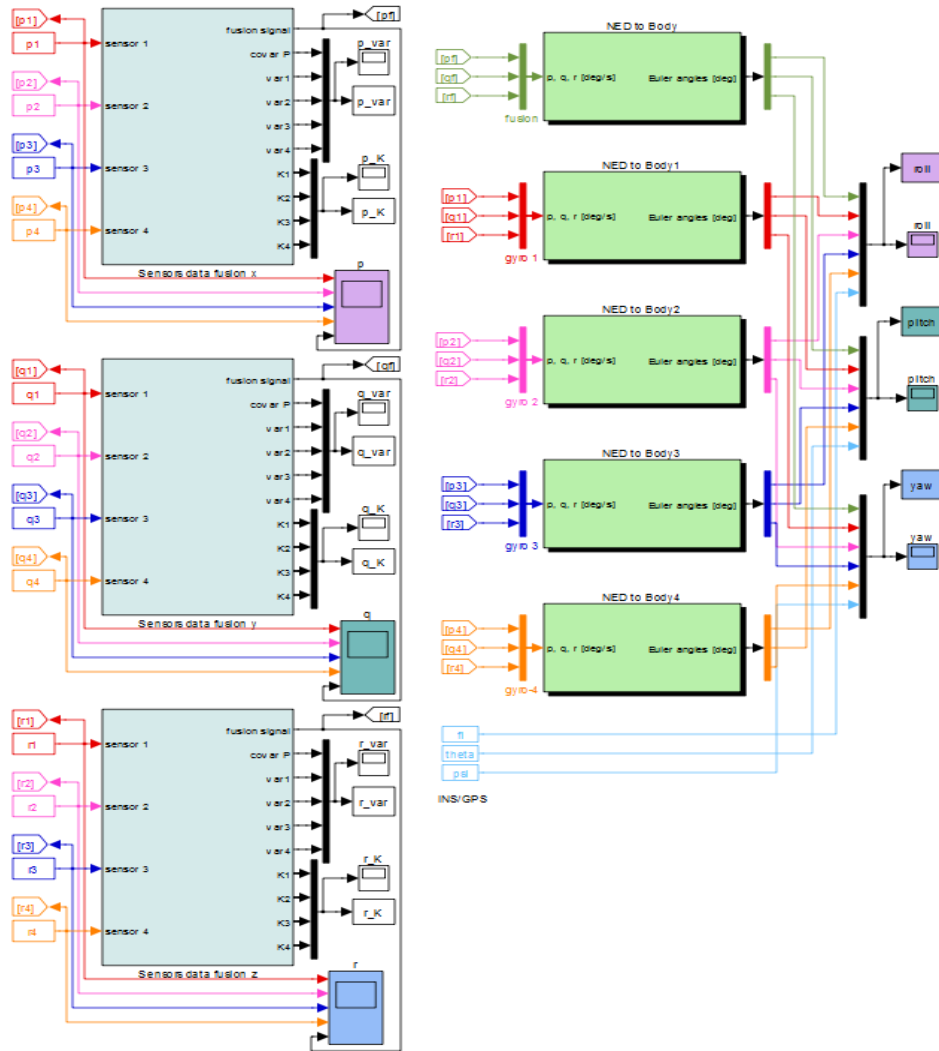 [p1]
p1
[p2]
p2
[p3]
p3
[p4]
p4
sensor 1
sensor 2
sensor 3
sensor 4
fusion signal
covar P
var1
var2
var3
var4
K1
K2
K3
K4
Sensors data fusion x
[pf]
p_var
p_var
p_K
p_K
p
[q1]
q1
[q2]
q2
[q3]
q3
[q4]
q4
sensor 1
sensor 2
sensor 3
sensor 4
fusion signal
covar P
var1
var2
var3
var4
K1
K2
K3
K4
Sensors data fusion y
[qf]
q_var
q_var
q_K
q_K
q
[r1]
r1
[r2]
r2
[r3]
r3
[r4]
r4
sensor 1
sensor 2
sensor 3
sensor 4
fusion signal
covar P
var1
var2
var3
var4
K1
K2
K3
K4
Sensors data fusion z
[rf]
r_var
r_var
r_K
r_K
r
NED to Body
[pf]
[qf]
[rf]
fusion
p, q, r [deg/s]
Euler angles [deg]
NED to Body1
[p1]
[q1]
[r1]
gyro 1
p, q, r [deg/s]
Euler angles [deg]
NED to Body2
[p2]
[q2]
[r2]
gyro 2
p, q, r [deg/s]
Euler angles [deg]
NED to Body3
[p3]
[q3]
[r3]
gyro 3
p, q, r [deg/s]
Euler angles [deg]
NED to Body4
[p4]
[q4]
[r4]
gyro-4
p, q, r [deg/s]
Euler angles [deg]
fi
theta
psi
INS/GPS
roll
roll
pitch
pitch
yaw
yaw